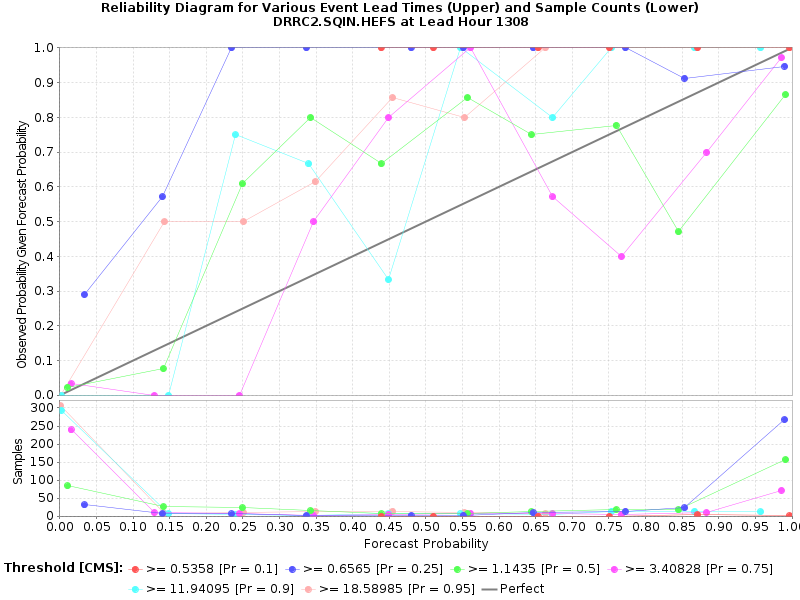 Reliability Diagram for Various Event Lead Times (Upper) and Sample Counts (Lower)
DRRC2.SQIN.HEFS at Lead Hour 1308
Observed Probability Given Forecast Probability
1.0
0.9
0.8
0.7
0.6
0.5
0.4
0.3
0.2
0.1
0.0
Samples
300
250
200
150
100
50
0
0.00 0.05 0.10 0.15 0.20 0.25 0.30 0.35 0.40 0.45 0.50 0.55 0.60 0.65 0.70 0.75 0.80 0.85 0.90 0.95 1.0
Forecast Probability
Threshold [CMS]: >= 0.5358 [Pr = 0.1] >= 0.6565 [Pr = 0.25] >= 1.1435 [Pr = 0.5] >= 3.40828 [Pr = 0.75]
>= 11.94095 [Pr = 0.9] >= 18.58985 [Pr = 0.95] Perfect